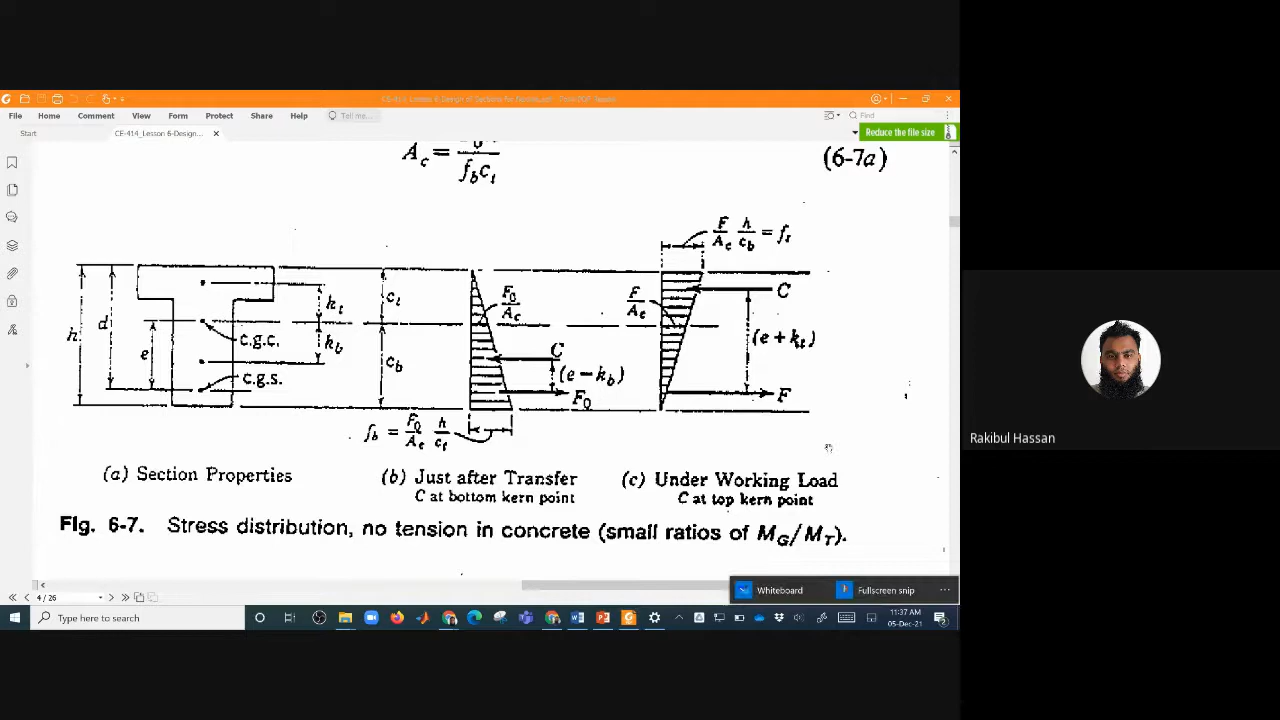 File Home Comment View Form Protect Share Help Tell me... Find
Start CE-414_Lesson 6-Design... Reduce the file size
A_c = / f_b c_t (6-7a)
F/A_c h/c_b = f_t
h d e c.g.c. c.g.s. k_t k_b c_t c_b
F_0/A_c C (e − k_b) F_0
F/A_c C (e + k_t) F
f_b = F_0/A_c h/c_t
(a) Section Properties (b) Just after Transfer (c) Under Working Load
C at bottom kern point C at top kern point
Fig. 6-7. Stress distribution, no tension in concrete (small ratios of M_G/M_T).
Rakibul Hassan
Whiteboard Fullscreen snip
4 / 26
Type here to search
11:37 AM
05-Dec-21